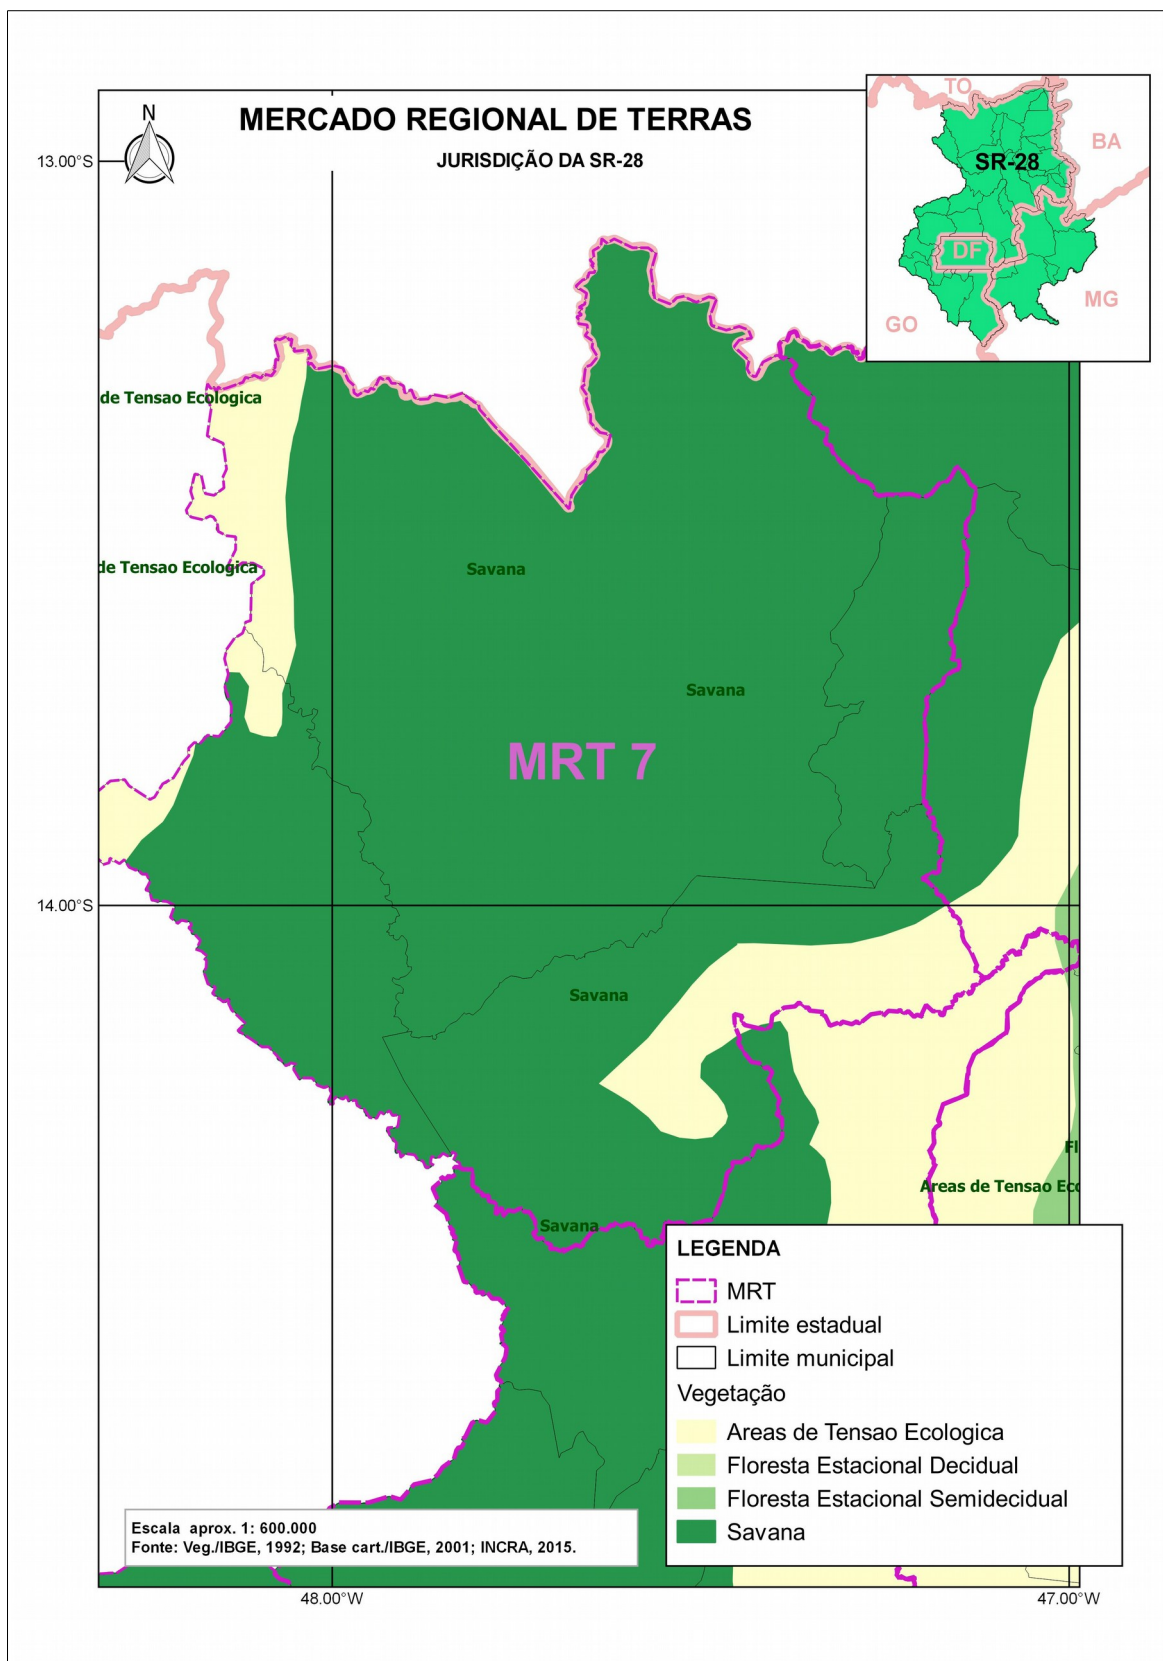 MERCADO REGIONAL DE TERRAS
JURISDIÇÃO DA SR-28
N
13.00°S
TO
BA
SR-28
DF
MG
GO
de Tensao Ecologica
de Tensao Ecologica
Savana
Savana
MRT 7
14.00°S
Savana
Fl
Areas de Tensao Eco
Savana
LEGENDA
MRT
Limite estadual
Limite municipal
Vegetação
Areas de Tensao Ecologica
Floresta Estacional Decidual
Floresta Estacional Semidecidual
Savana
Escala aprox. 1: 600.000
Fonte: Veg./IBGE, 1992; Base cart./IBGE, 2001; INCRA, 2015.
48.00°W
47.00°W